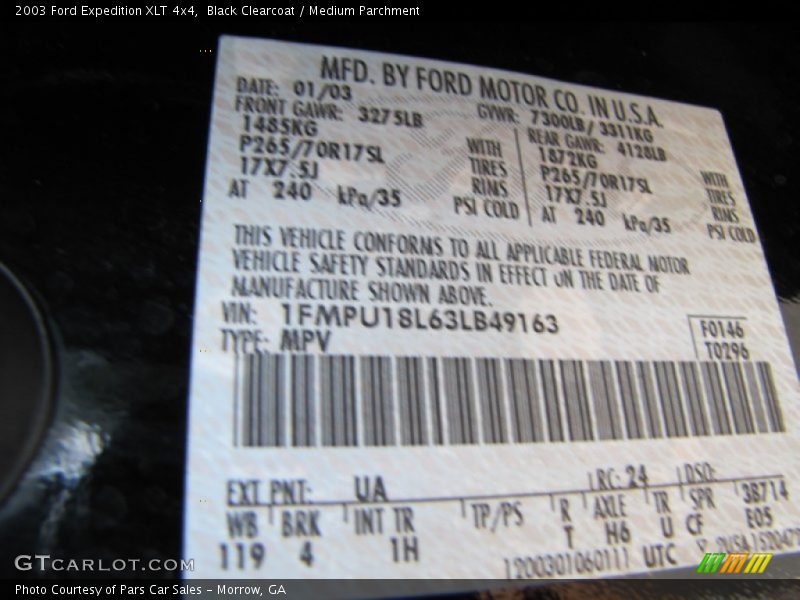 2003 Ford Expedition XLT 4x4, Black Clearcoat / Medium Parchment
MFD. BY FORD MOTOR CO. IN U.S.A.
DATE: 01/03 GVWR: 7300LB/ 3311KG
FRONT GAWR: 3275LB REAR GAWR: 4128LB
1485KG 1872KG
P265/70R17SL WITH P265/70R17SL WITH
17X7.5J TIRES 17X7.5J TIRES
RIMS RIMS
AT 240 kPa/35 PSI COLD AT 240 kPa/35 PSI COLD
THIS VEHICLE CONFORMS TO ALL APPLICABLE FEDERAL MOTOR
VEHICLE SAFETY STANDARDS IN EFFECT ON THE DATE OF
MANUFACTURE SHOWN ABOVE.
VIN: 1FMPU18L63LB49163 F0146
TYPE: MPV T0296
EXT PNT: UA RC: 24 DSO:
WB BRK INT TR TP/PS R AXLE TR SPR 38714
119 4 1H T H6 U CF E05
1200301060111 UTC
GTCARLOT.COM
Photo Courtesy of Pars Car Sales - Morrow, GA